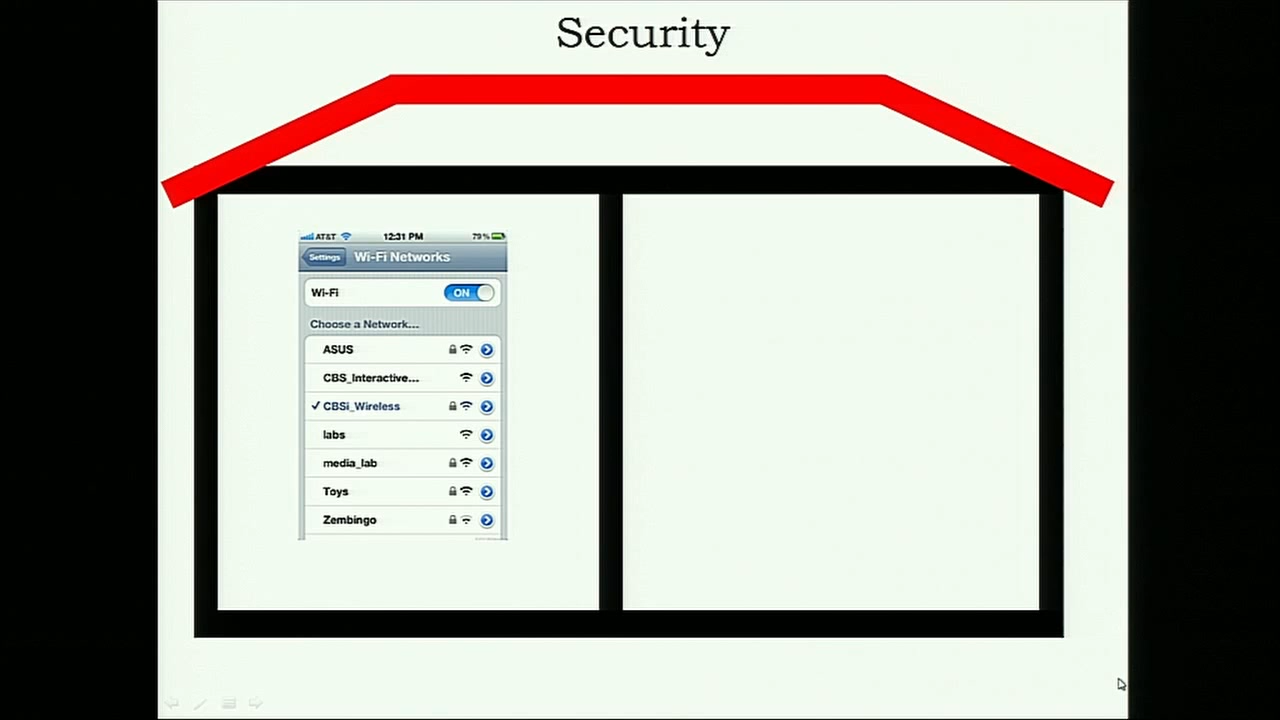 Security
AT&T 12:31 PM 79%
Settings Wi-Fi Networks
Wi-Fi ON
Choose a Network...
ASUS
CBS_Interactive...
✓ CBSi_Wireless
labs
media_lab
Toys
Zembingo